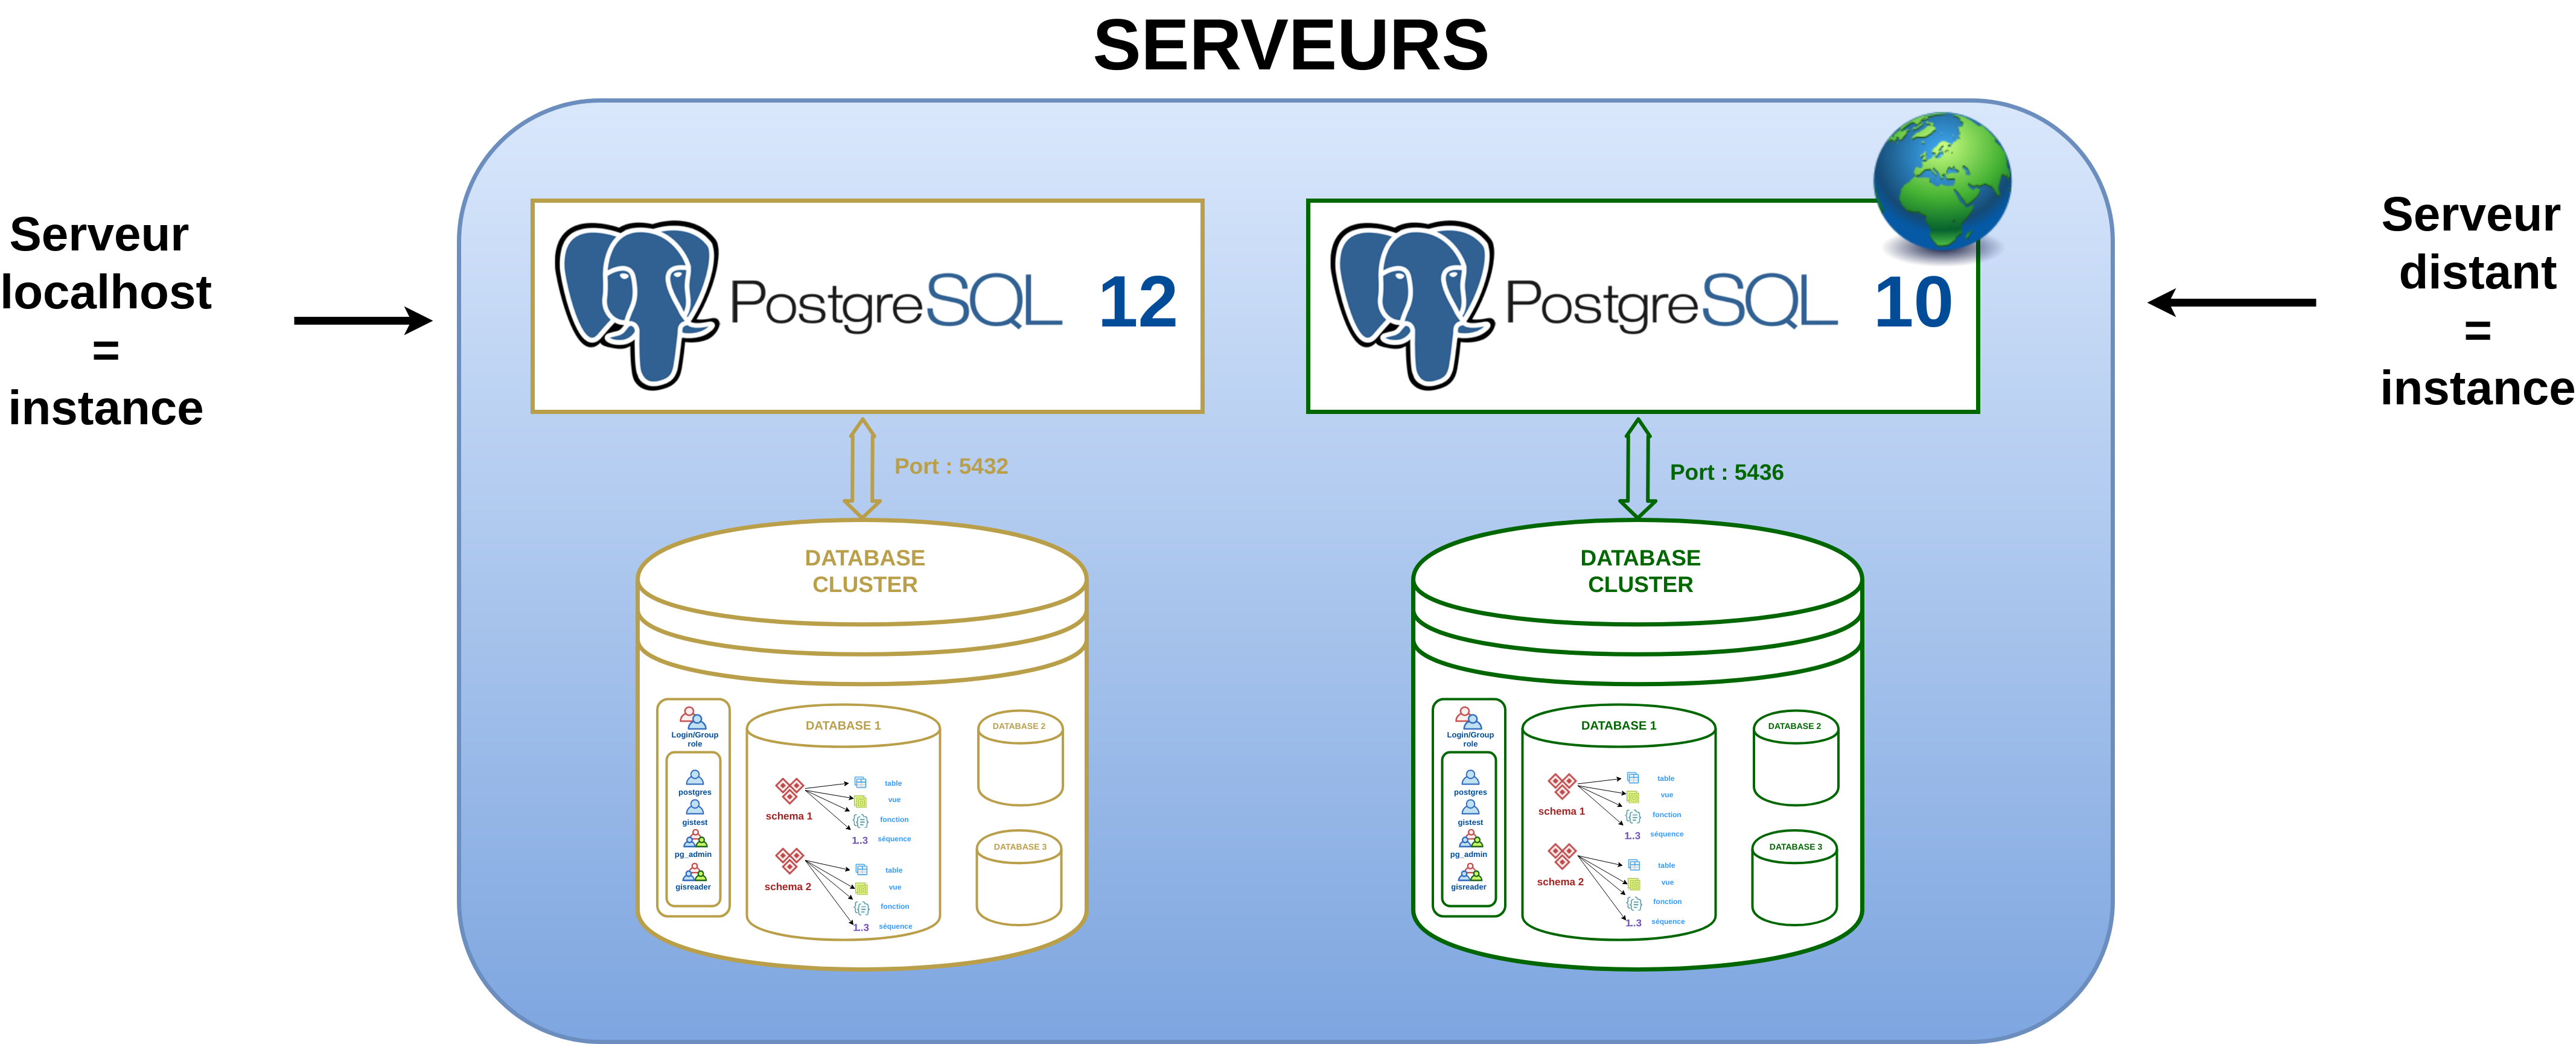 SERVEURS
Serveur
localhost
=
instance
PostgreSQL 12
Port : 5432
DATABASE
CLUSTER
Login/Group
role
postgres
gistest
pg_admin
gisreader
DATABASE 1
schema 1
table
vue
fonction
1..3 séquence
schema 2
table
vue
fonction
1..3 séquence
DATABASE 2
DATABASE 3
PostgreSQL 10
Port : 5436
DATABASE
CLUSTER
Login/Group
role
postgres
gistest
pg_admin
gisreader
DATABASE 1
schema 1
table
vue
fonction
1..3 séquence
schema 2
table
vue
fonction
1..3 séquence
DATABASE 2
DATABASE 3
Serveur
distant
=
instance